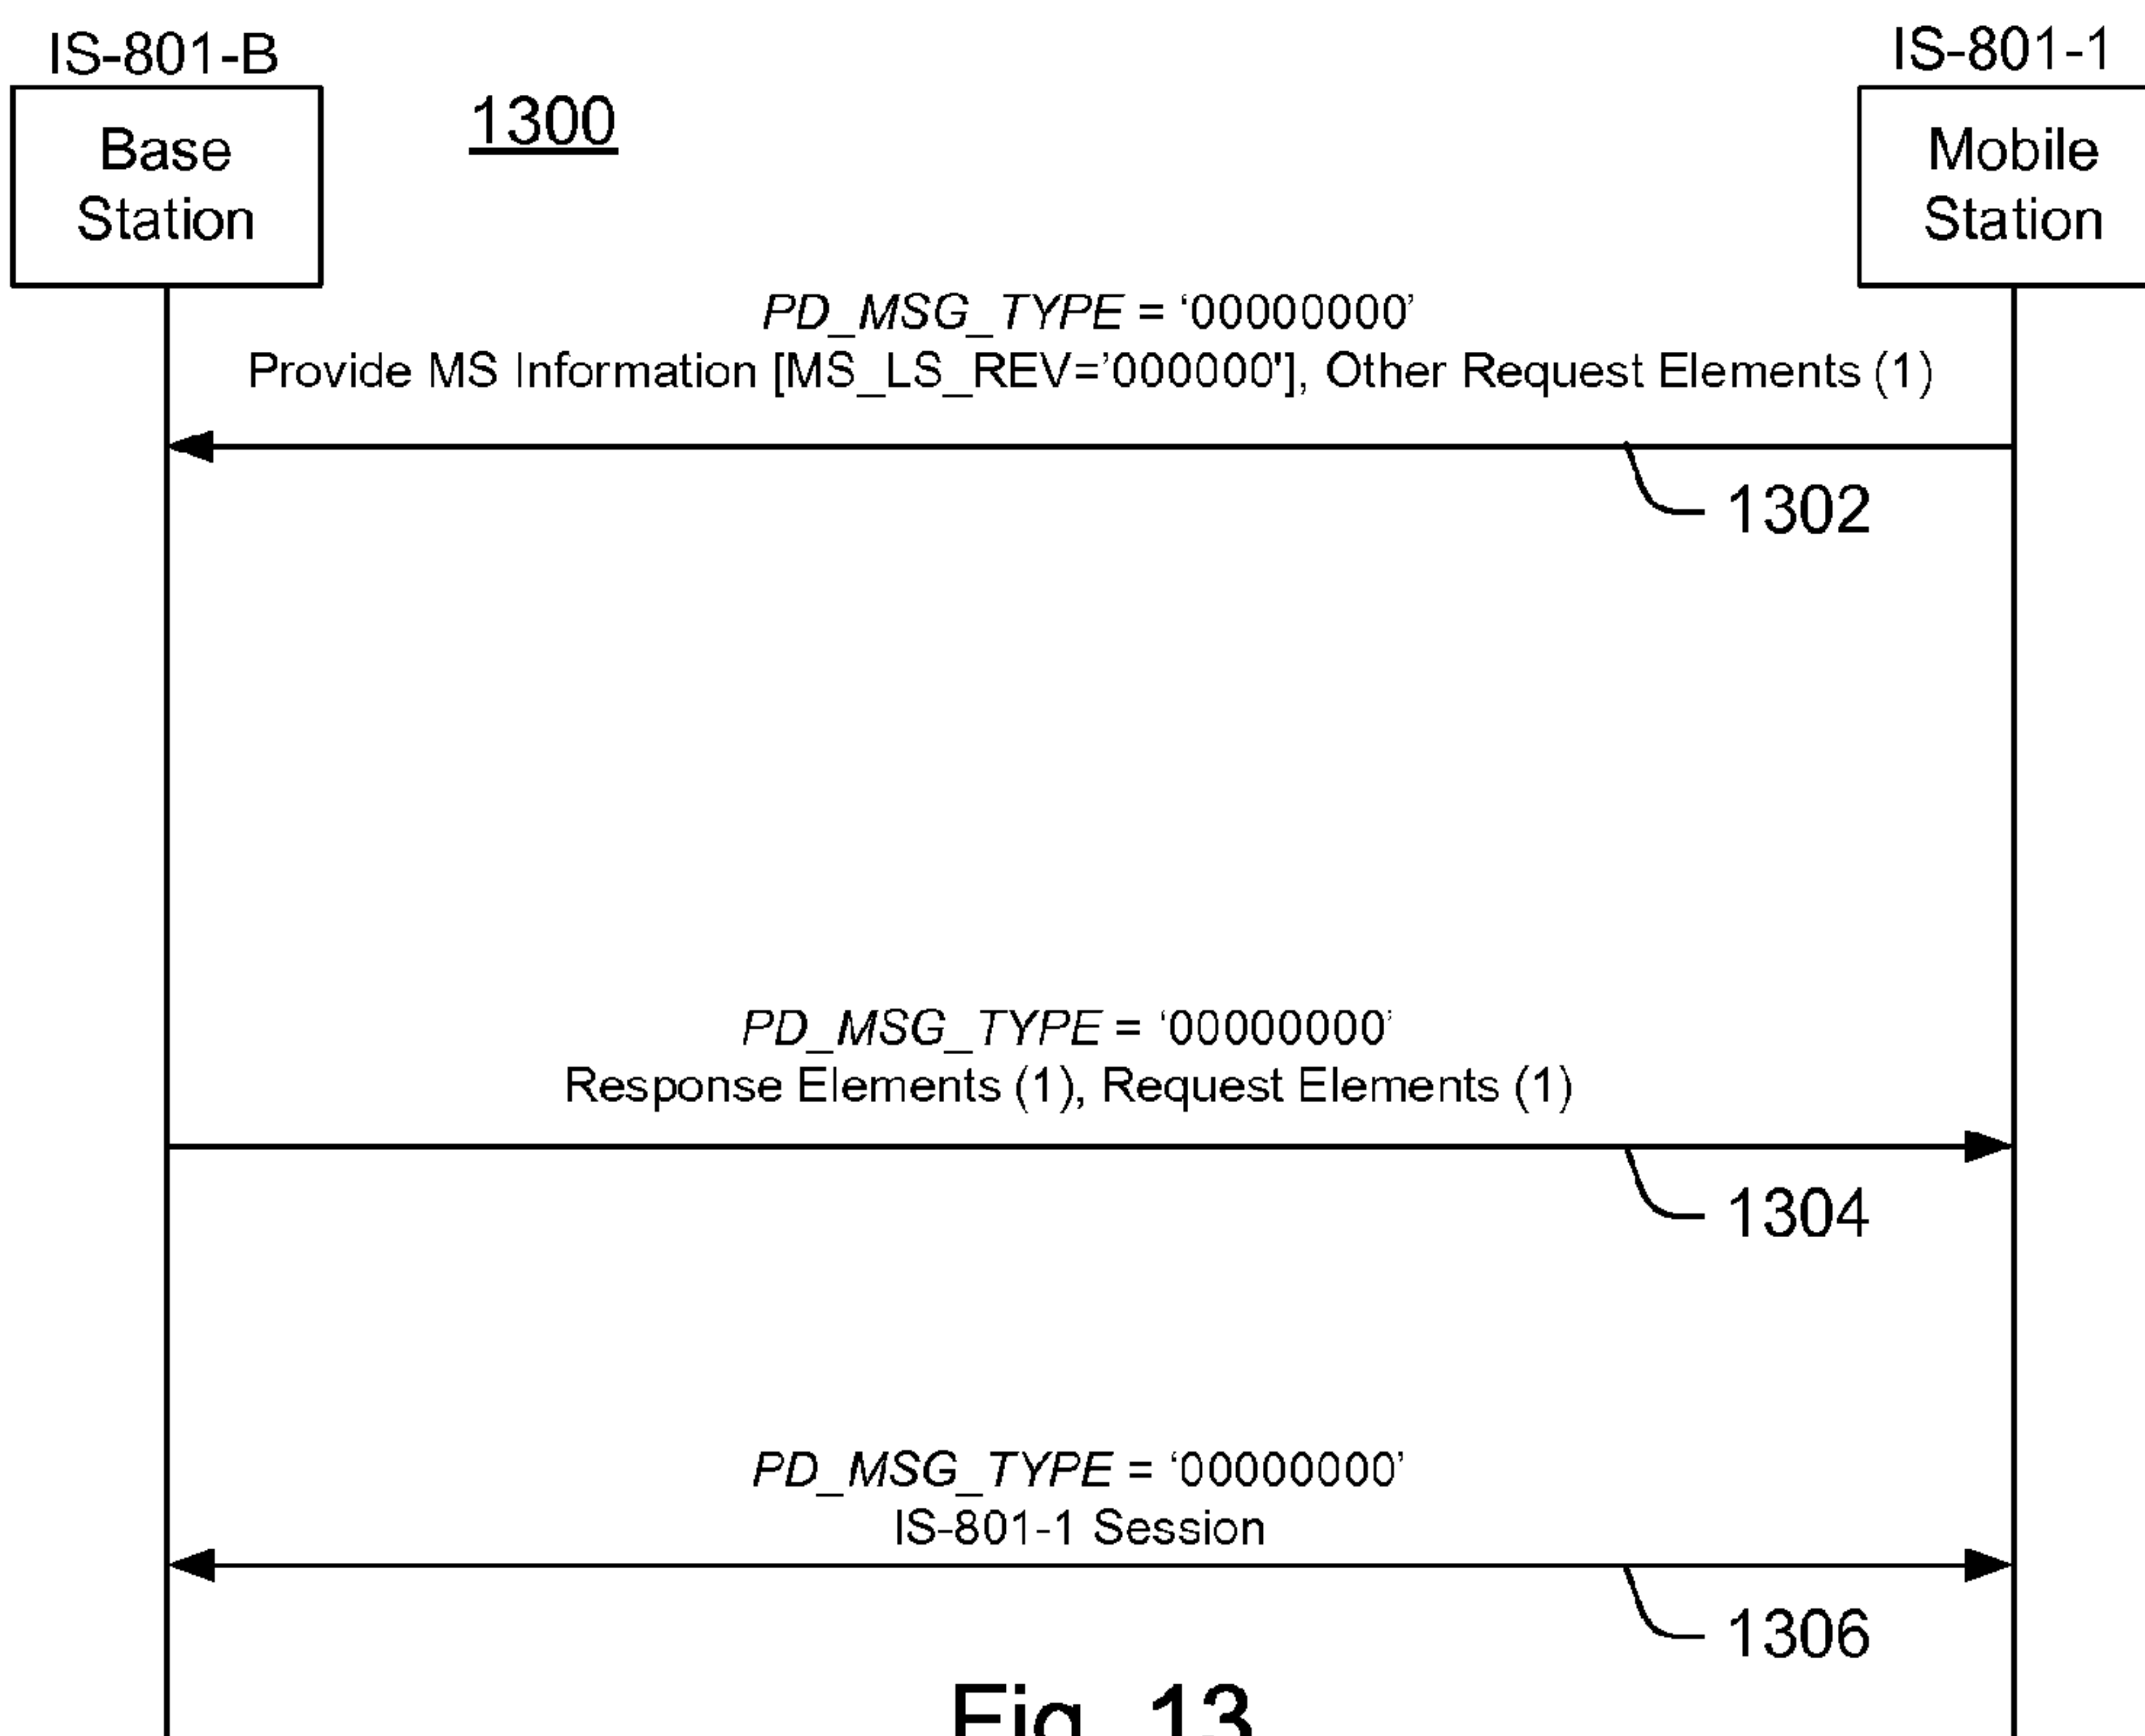 IS-801-B
IS-801-1
Base
Station
1300
Mobile
Station
PD_MSG_TYPE = ‘00000000’
Provide MS Information [MS_LS_REV=’000000'], Other Request Elements (1)
1302
PD_MSG_TYPE = ‘00000000’
Response Elements (1), Request Elements (1)
1304
PD_MSG_TYPE = ‘00000000’
IS-801-1 Session
1306
Fig. 13